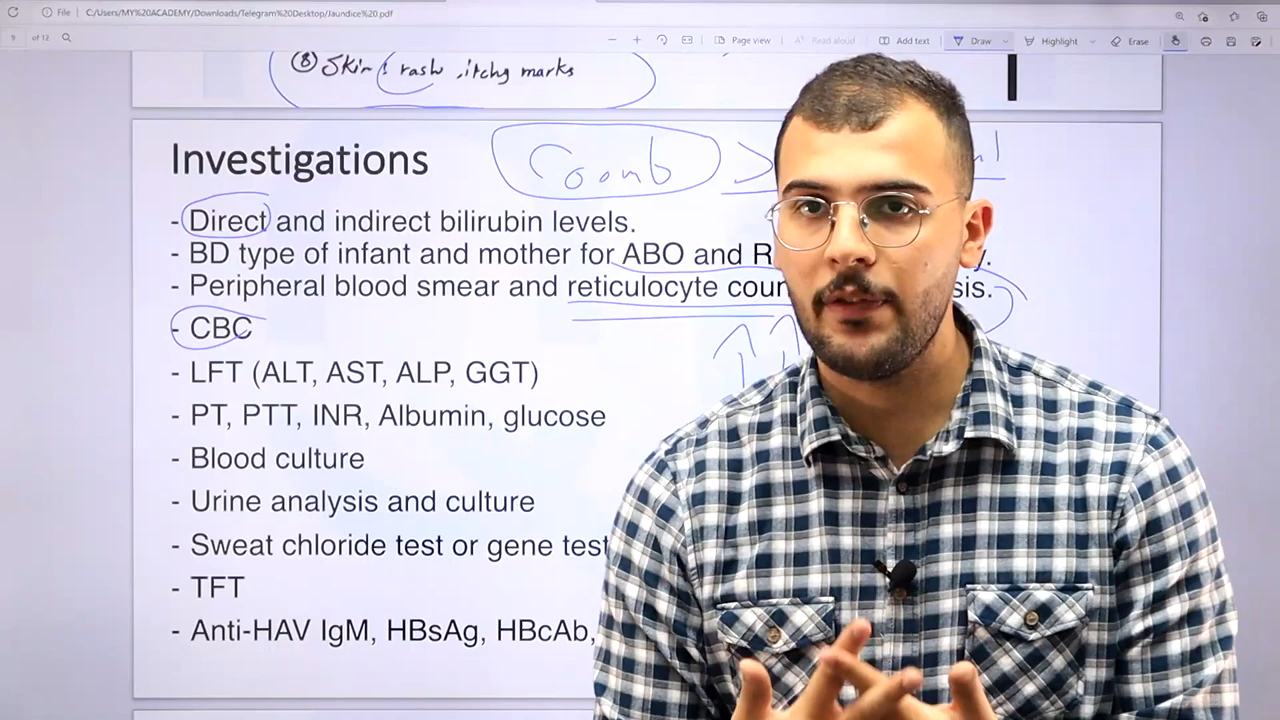 File C:/Users/MY%20ACADEMY/Downloads/Telegram%20Desktop/Jaundice%20.pdf
9 of 12 Page view Read aloud Add text Draw Highlight Erase
⑧ Skin: rash, itchy marks
Investigations
Coomb >
- Direct and indirect bilirubin levels.
- BD type of infant and mother for ABO and
- Peripheral blood smear and reticulocyte
- CBC
- LFT (ALT, AST, ALP, GGT)
- PT, PTT, INR, Albumin, glucose
- Blood culture
- Urine analysis and culture
- Sweat chloride test or gene
- TFT
- Anti-HAV IgM, HBsAg, HBcAb,